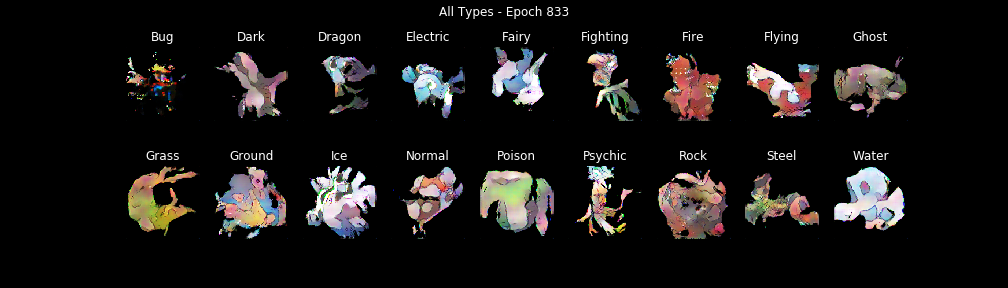 All Types - Epoch 833
Bug Dark Dragon Electric Fairy Fighting Fire Flying Ghost
Grass Ground Ice Normal Poison Psychic Rock Steel Water